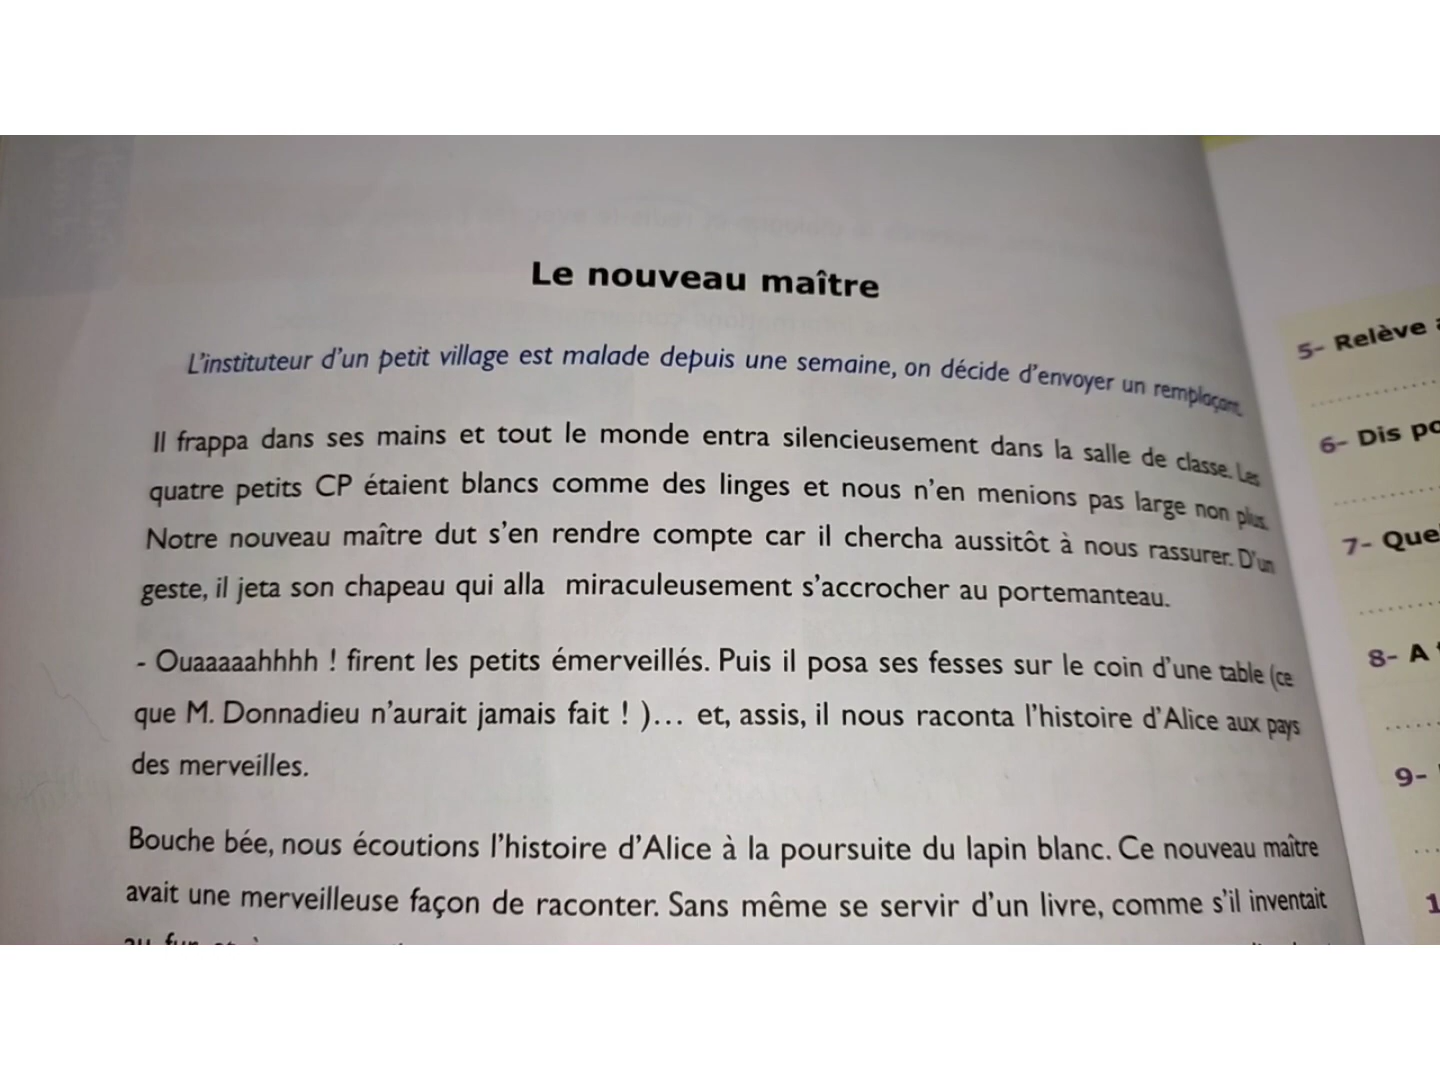 Le nouveau maître
L'instituteur d'un petit village est malade depuis une semaine, on décide d'envoyer un remplaçant.
Il frappa dans ses mains et tout le monde entra silencieusement dans la salle de classe. Les
quatre petits CP étaient blancs comme des linges et nous n'en menions pas large non plus.
Notre nouveau maître dut s'en rendre compte car il chercha aussitôt à nous rassurer. D'un
geste, il jeta son chapeau qui alla miraculeusement s'accrocher au portemanteau.
- Ouaaaaahhhh ! firent les petits émerveillés. Puis il posa ses fesses sur le coin d'une table (ce
que M. Donnadieu n'aurait jamais fait ! )... et, assis, il nous raconta l'histoire d'Alice aux pays
des merveilles.
Bouche bée, nous écoutions l'histoire d'Alice à la poursuite du lapin blanc. Ce nouveau maître
avait une merveilleuse façon de raconter. Sans même se servir d'un livre, comme s'il inventait
au fur et à
5- Relève
6- Dis
7-
8- A
9-